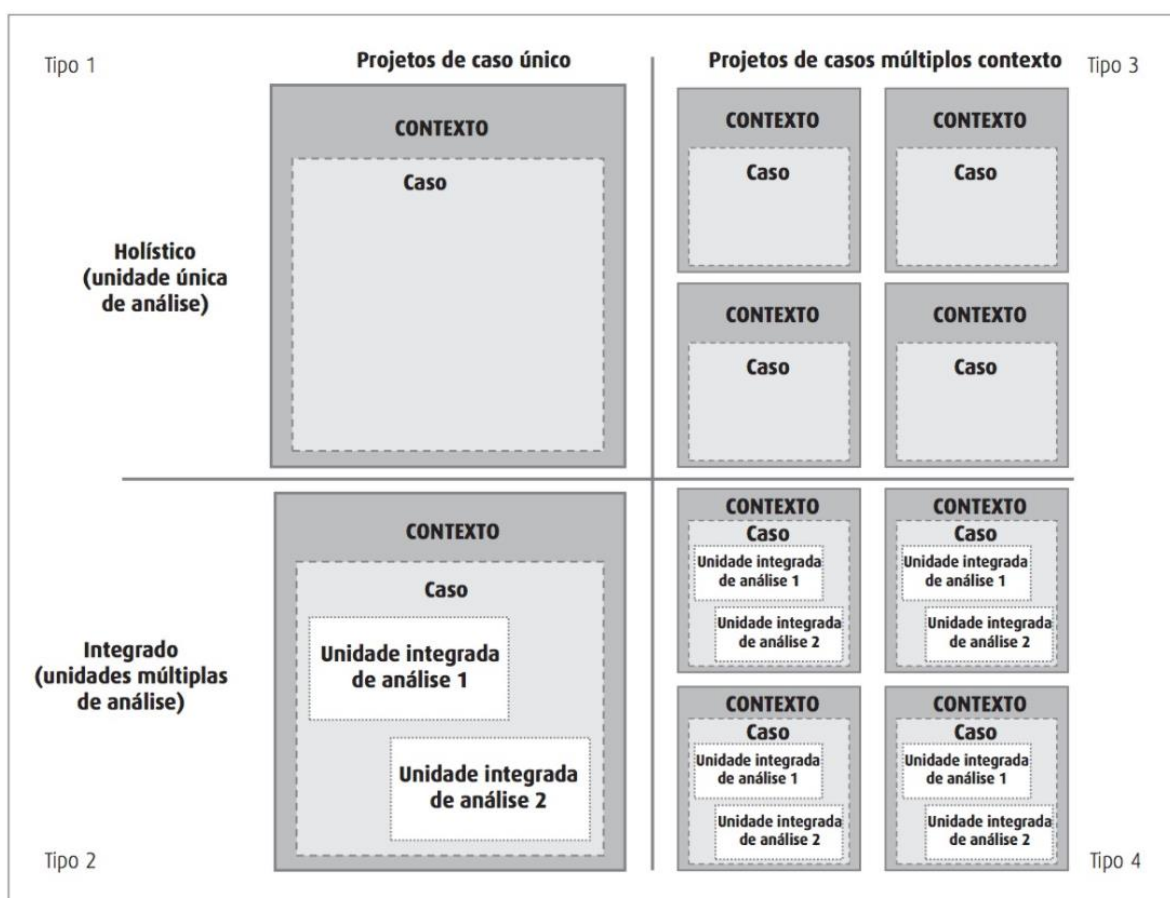 Tipo 1
Projetos de caso único
Projetos de casos múltiplos contexto
Tipo 3
Holístico
(unidade única
de análise)
CONTEXTO
Caso
CONTEXTO
Caso
CONTEXTO
Caso
CONTEXTO
Caso
CONTEXTO
Caso
Integrado
(unidades múltiplas
de análise)
CONTEXTO
Caso
Unidade integrada
de análise 1
Unidade integrada
de análise 2
CONTEXTO
Caso
Unidade integrada
de análise 1
Unidade integrada
de análise 2
CONTEXTO
Caso
Unidade integrada
de análise 1
Unidade integrada
de análise 2
CONTEXTO
Caso
Unidade integrada
de análise 1
Unidade integrada
de análise 2
CONTEXTO
Caso
Unidade integrada
de análise 1
Unidade integrada
de análise 2
Tipo 2
Tipo 4